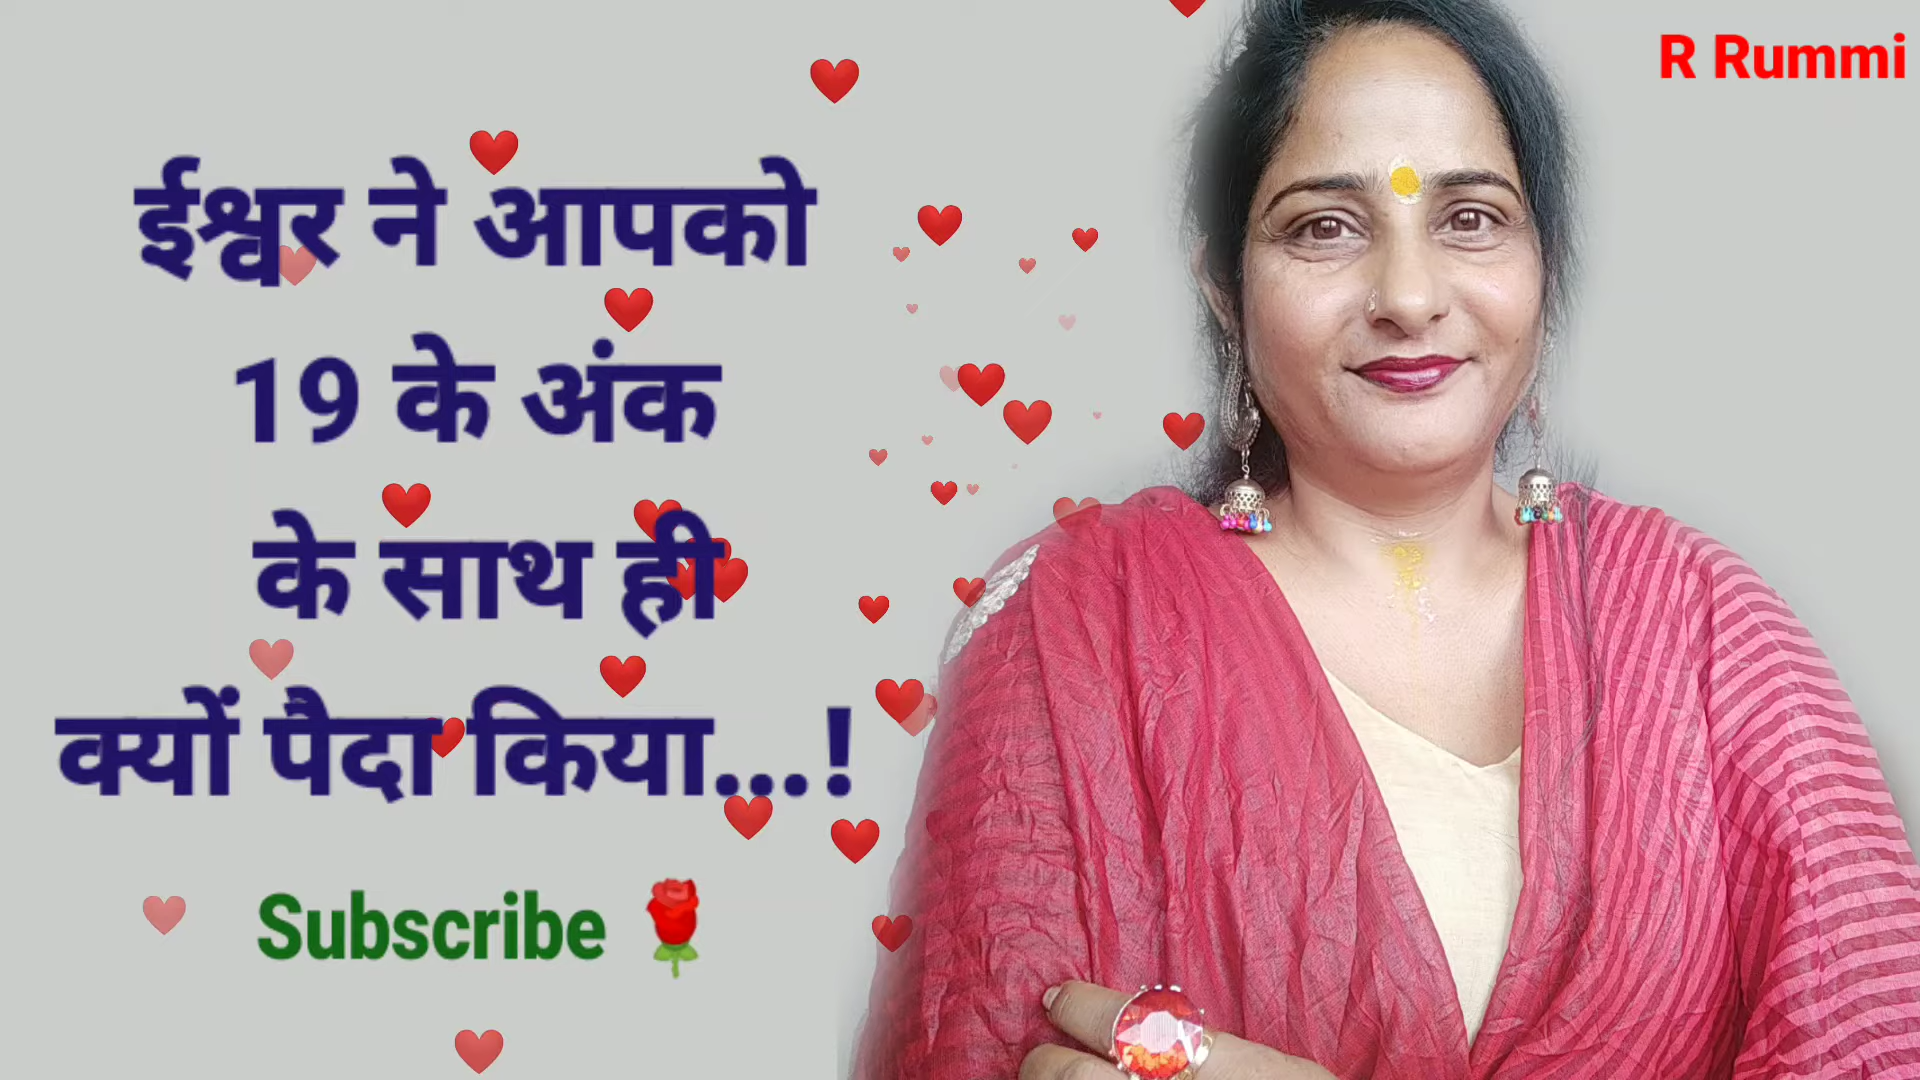 R Rummi
ईश्वर ने आपको
19 के अंक
के साथ ही
क्यों पैदा किया...!
Subscribe